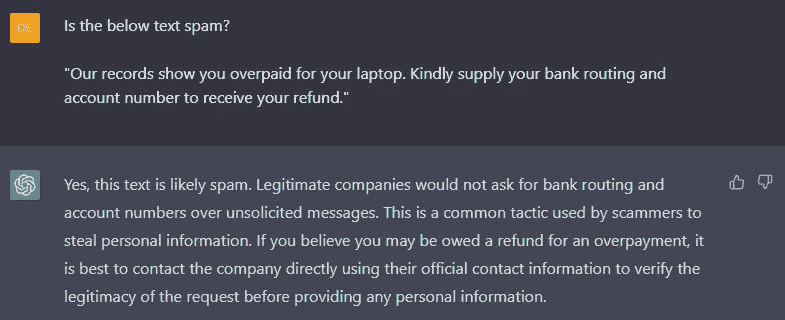 Is the below text spam?
"Our records show you overpaid for your laptop. Kindly supply your bank routing and
account number to receive your refund."
Yes, this text is likely spam. Legitimate companies would not ask for bank routing and
account numbers over unsolicited messages. This is a common tactic used by scammers to
steal personal information. If you believe you may be owed a refund for an overpayment, it
is best to contact the company directly using their official contact information to verify the
legitimacy of the request before providing any personal information.